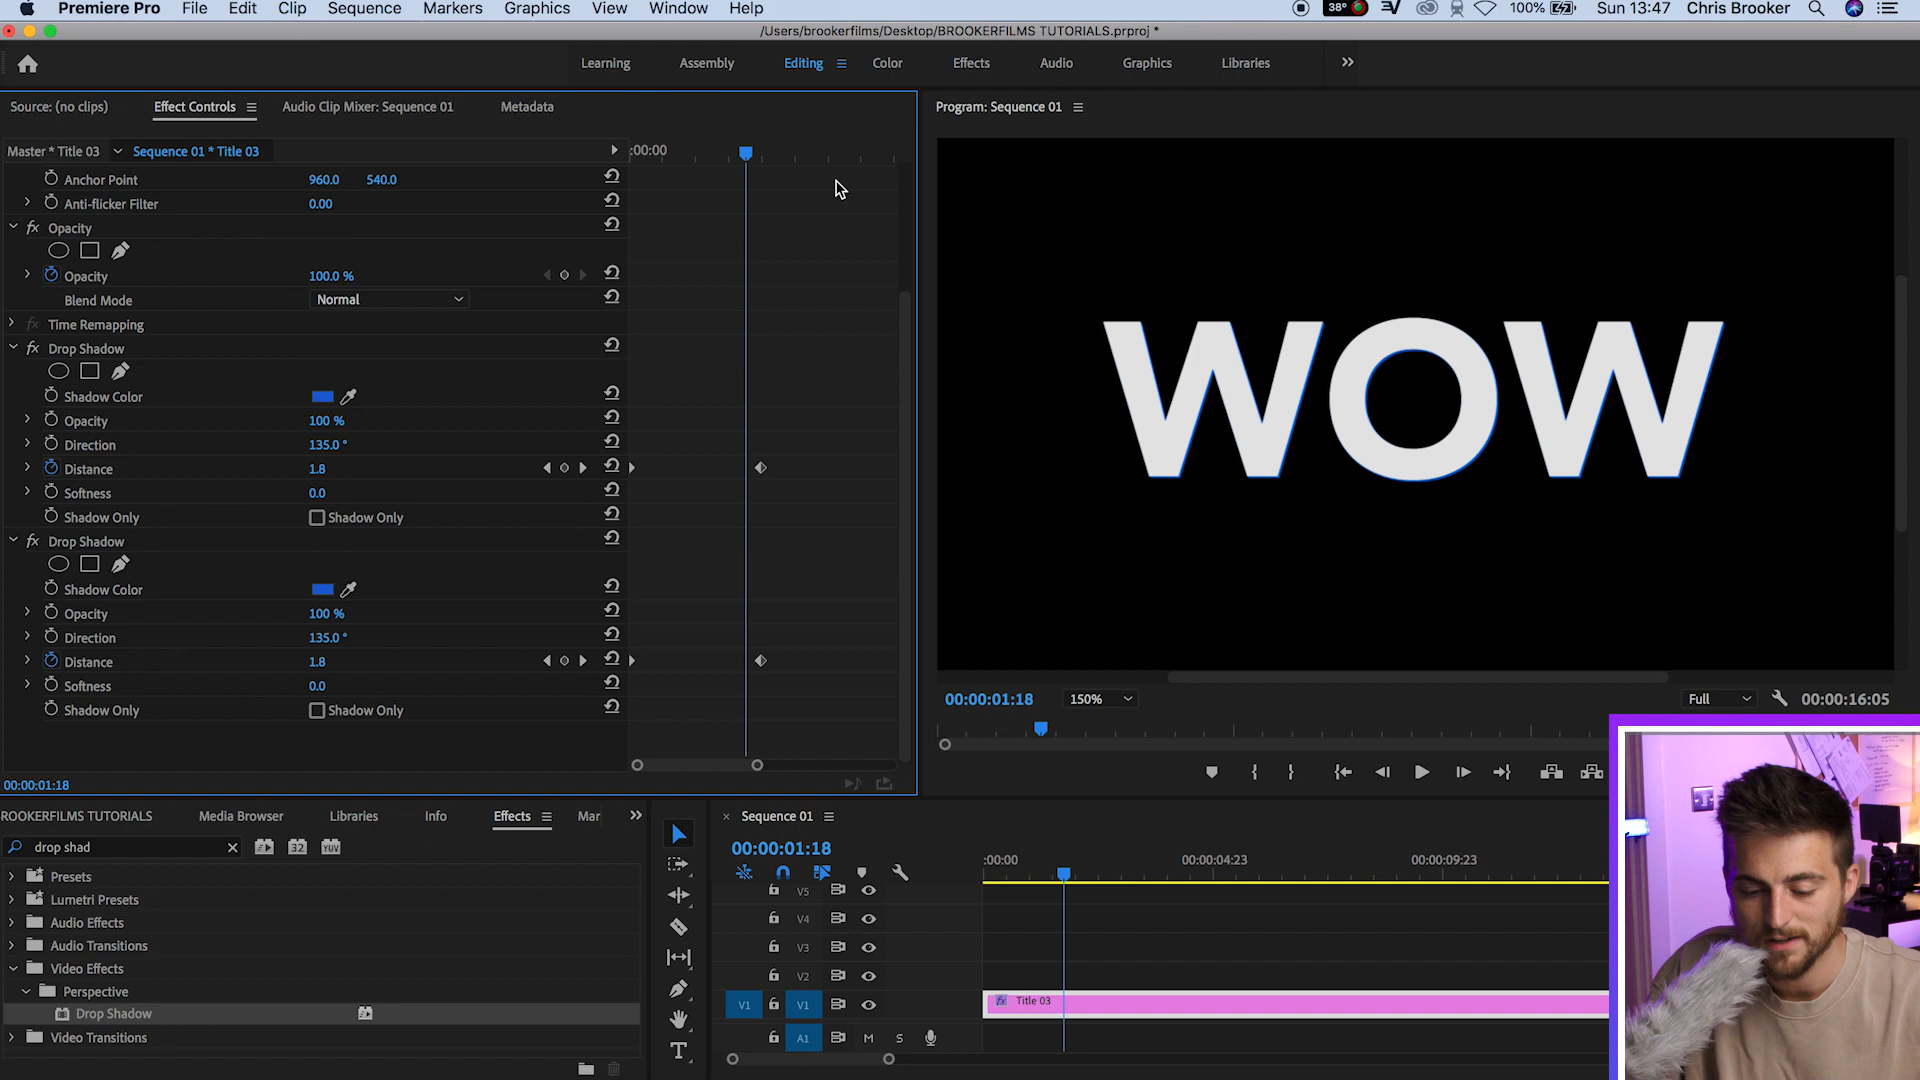 Premiere Pro File Edit Clip Sequence Markers Graphics View Window Help 38° 100% Sun 13:47 Chris Brooker
/Users/brookerfilms/Desktop/BROOKERFILMS TUTORIALS.prproj *
Learning Assembly Editing Color Effects Audio Graphics Libraries
Source: (no clips) Effect Controls Audio Clip Mixer: Sequence 01 Metadata
Program: Sequence 01
Master * Title 03 Sequence 01 * Title 03 :00:00
Anchor Point 960.0 540.0
Anti-flicker Filter 0.00
fx Opacity
Opacity 100.0 %
Blend Mode Normal
fx Time Remapping
fx Drop Shadow
Shadow Color
Opacity 100 %
Direction 135.0 °
Distance 1.8
Softness 0.0
Shadow Only Shadow Only
fx Drop Shadow
Shadow Color
Opacity 100 %
Direction 135.0 °
Distance 1.8
Softness 0.0
Shadow Only Shadow Only
00:00:01:18
WOW
00:00:01:18 150% Full 00:00:16:05
ROOKERFILMS TUTORIALS Media Browser Libraries Info Effects Mar
drop shad 32 YUV
Presets
Lumetri Presets
Audio Effects
Audio Transitions
Video Effects
Perspective
Drop Shadow
Video Transitions
× Sequence 01
00:00:01:18
:00:00 00:00:04:23 00:00:09:23
V5
V4
V3
V2
V1 V1 fx Title 03
A1 M S